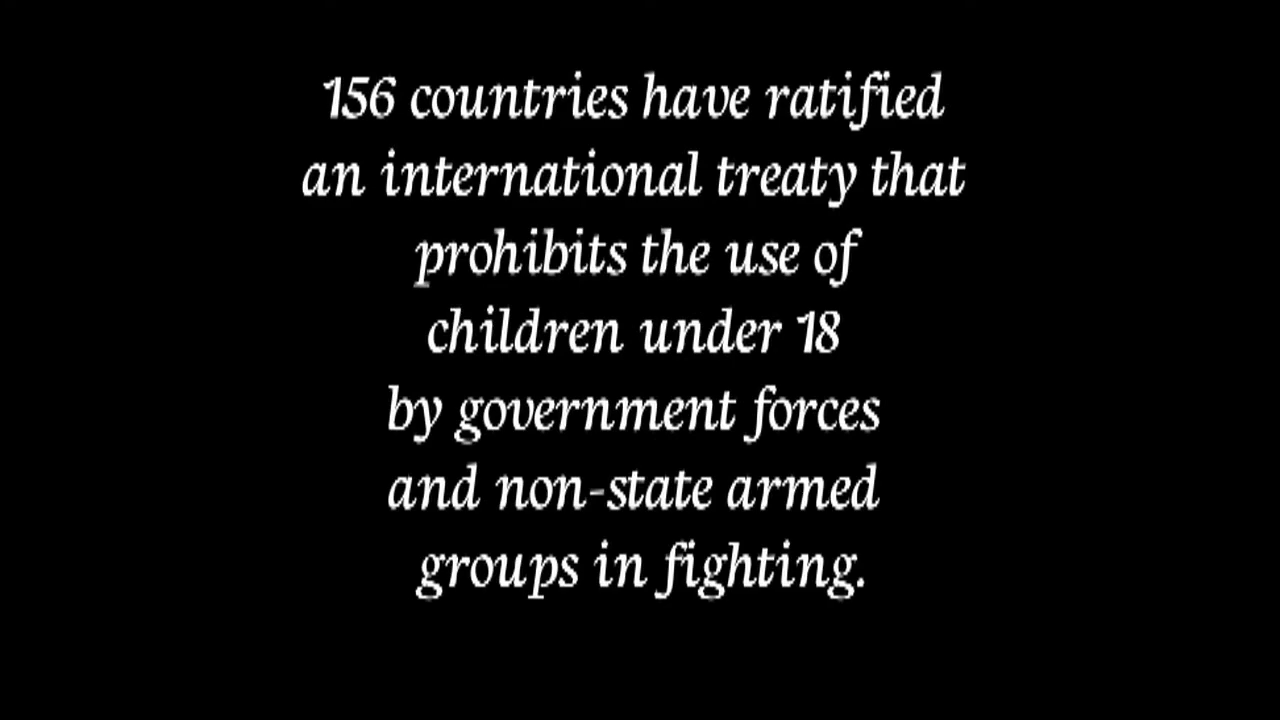 156 countries have ratified
an international treaty that
prohibits the use of
children under 18
by government forces
and non-state armed
groups in fighting.